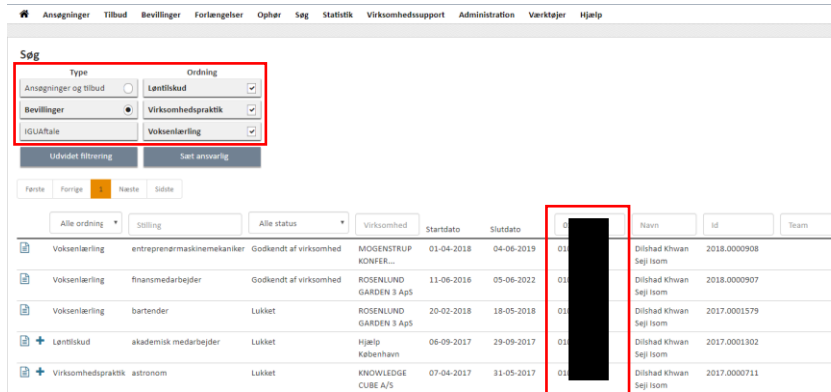 Ansøgninger Tilbud Bevillinger Forlængelser Ophør Søg Statistik Virksomhedssupport Administration Værktøjer Hjælp
Søg
Type Ordning
Ansøgninger og tilbud Løntilskud
Bevillinger Virksomhedspraktik
IGUAftale Voksenlærling
Udvidet filtrering Sæt ansvarlig
Første Forrige 1 Næste Sidste
Alle ordning Stilling Alle status Virksomhed Startdato Slutdato 0 Navn Id Team
Voksenlærling entreprenørmaskinemekaniker Godkendt af virksomhed MOGENSTRUP 01-04-2018 04-06-2019 01 Dilshad Khwan 2018.0000908
KONFER... Seji Isom
Voksenlærling finansmedarbejder Godkendt af virksomhed ROSENLUND 11-06-2016 05-06-2022 01 Dilshad Khwan 2018.0000907
GARDEN 3 ApS Seji Isom
Voksenlærling bartender Lukket ROSENLUND 20-02-2018 18-05-2018 01 Dilshad Khwan 2017.0001579
GARDEN 3 ApS Seji Isom
Løntilskud akademisk medarbejder Lukket Hjælp 06-09-2017 29-09-2017 01 Dilshad Khwan 2017.0001302
København Seji Isom
Virksomhedspraktik astronom Lukket KNOWLEDGE 07-04-2017 31-05-2017 01 Dilshad Khwan 2017.0000711
CUBE A/S Seji Isom